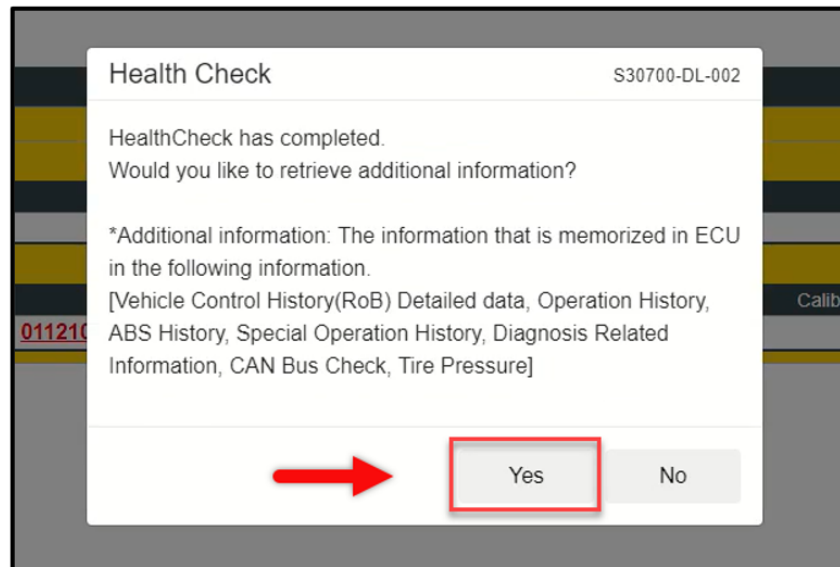 Health Check
S30700-DL-002
HealthCheck has completed.
Would you like to retrieve additional information?
*Additional information: The information that is memorized in ECU
in the following information.
[Vehicle Control History(RoB) Detailed data, Operation History,
ABS History, Special Operation History, Diagnosis Related
Information, CAN Bus Check, Tire Pressure]
Calib
011210
Yes
No